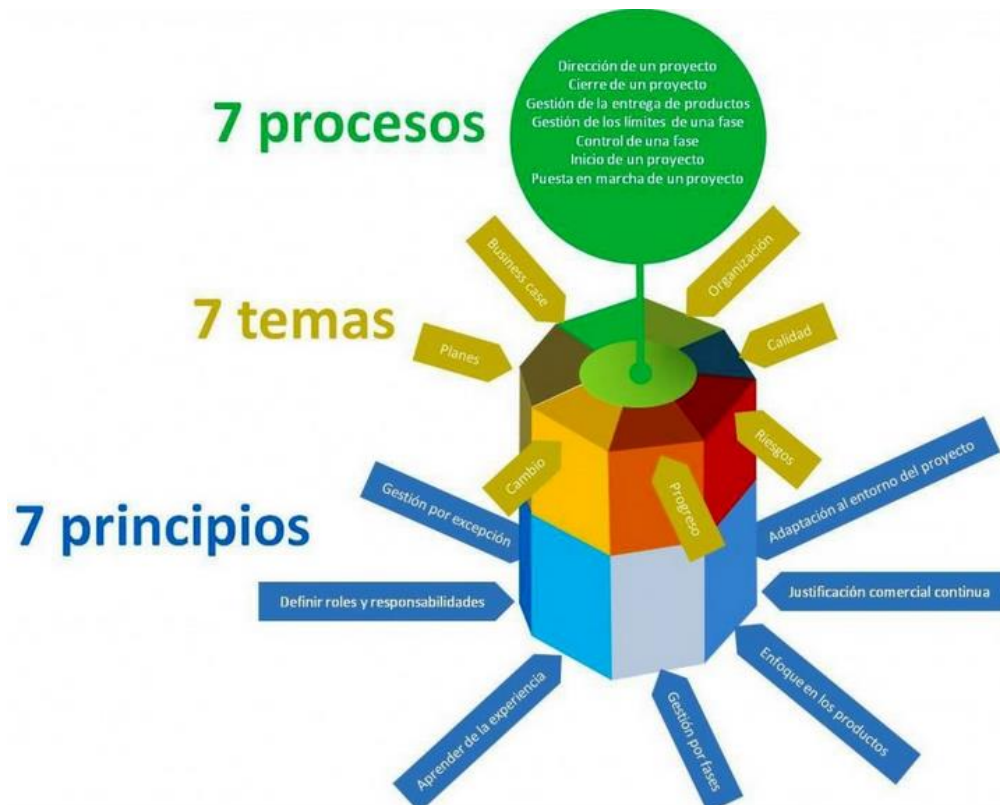 7 procesos
Dirección de un proyecto
Cierre de un proyecto
Gestión de la entrega de productos
Gestión de los límites de una fase
Control de una fase
Inicio de un proyecto
Puesta en marcha de un proyecto
7 temas
Business case
Organización
Planes
Calidad
Cambio
Progreso
Riesgos
7 principios
Gestión por excepción
Adaptación al entorno del proyecto
Definir roles y responsabilidades
Justificación comercial continua
Aprender de la experiencia
Gestión por fases
Enfoque en los productos